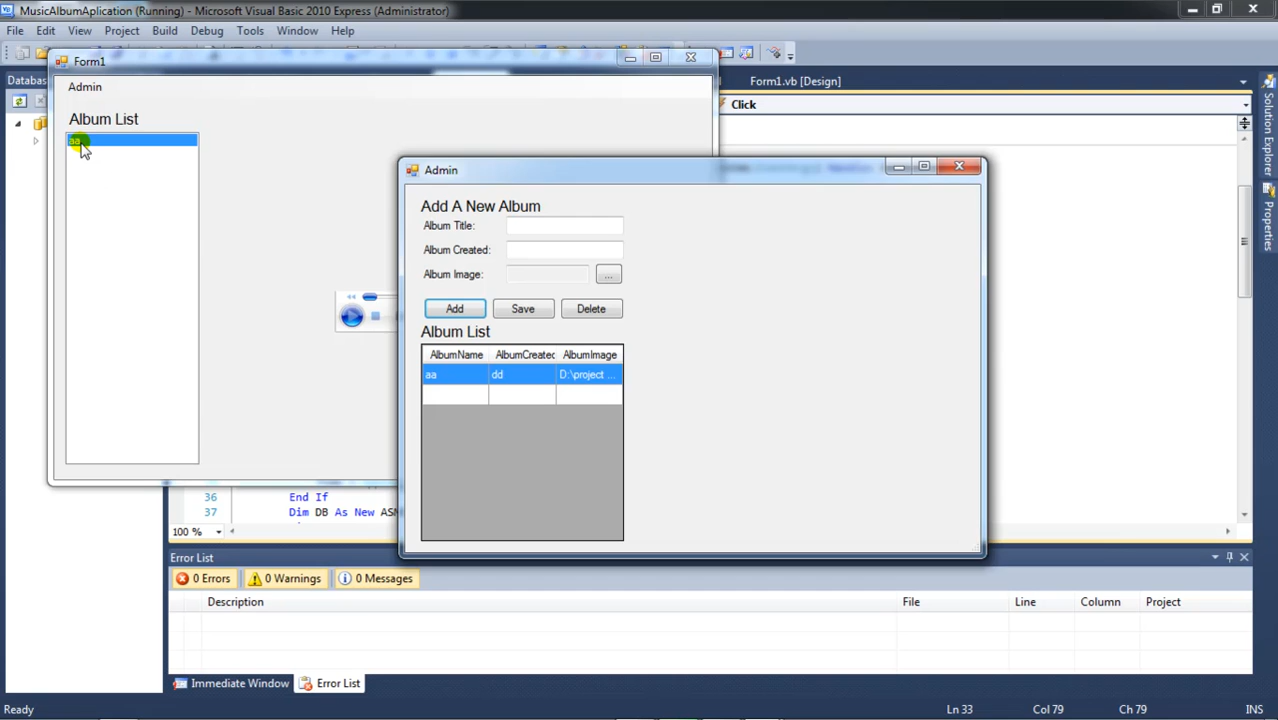 MusicAlbumAplication (Running) - Microsoft Visual Basic 2010 Express (Administrator)
File Edit View Project Build Debug Tools Window Help
Form1
Databas
Form1.vb [Design]
Admin
Click
Album List
aa
Admin
Add A New Album
Album Title:
Album Created:
Album Image:
...
Add Save Delete
Album List
AlbumName AlbumCreated AlbumImage
aa dd D:\project ...
Solution Explorer
Properties
36 End If
37 Dim DB As New ASM
100 %
Error List
0 Errors 0 Warnings 0 Messages
Description File Line Column Project
Immediate Window Error List
Ready Ln 33 Col 79 Ch 79 INS